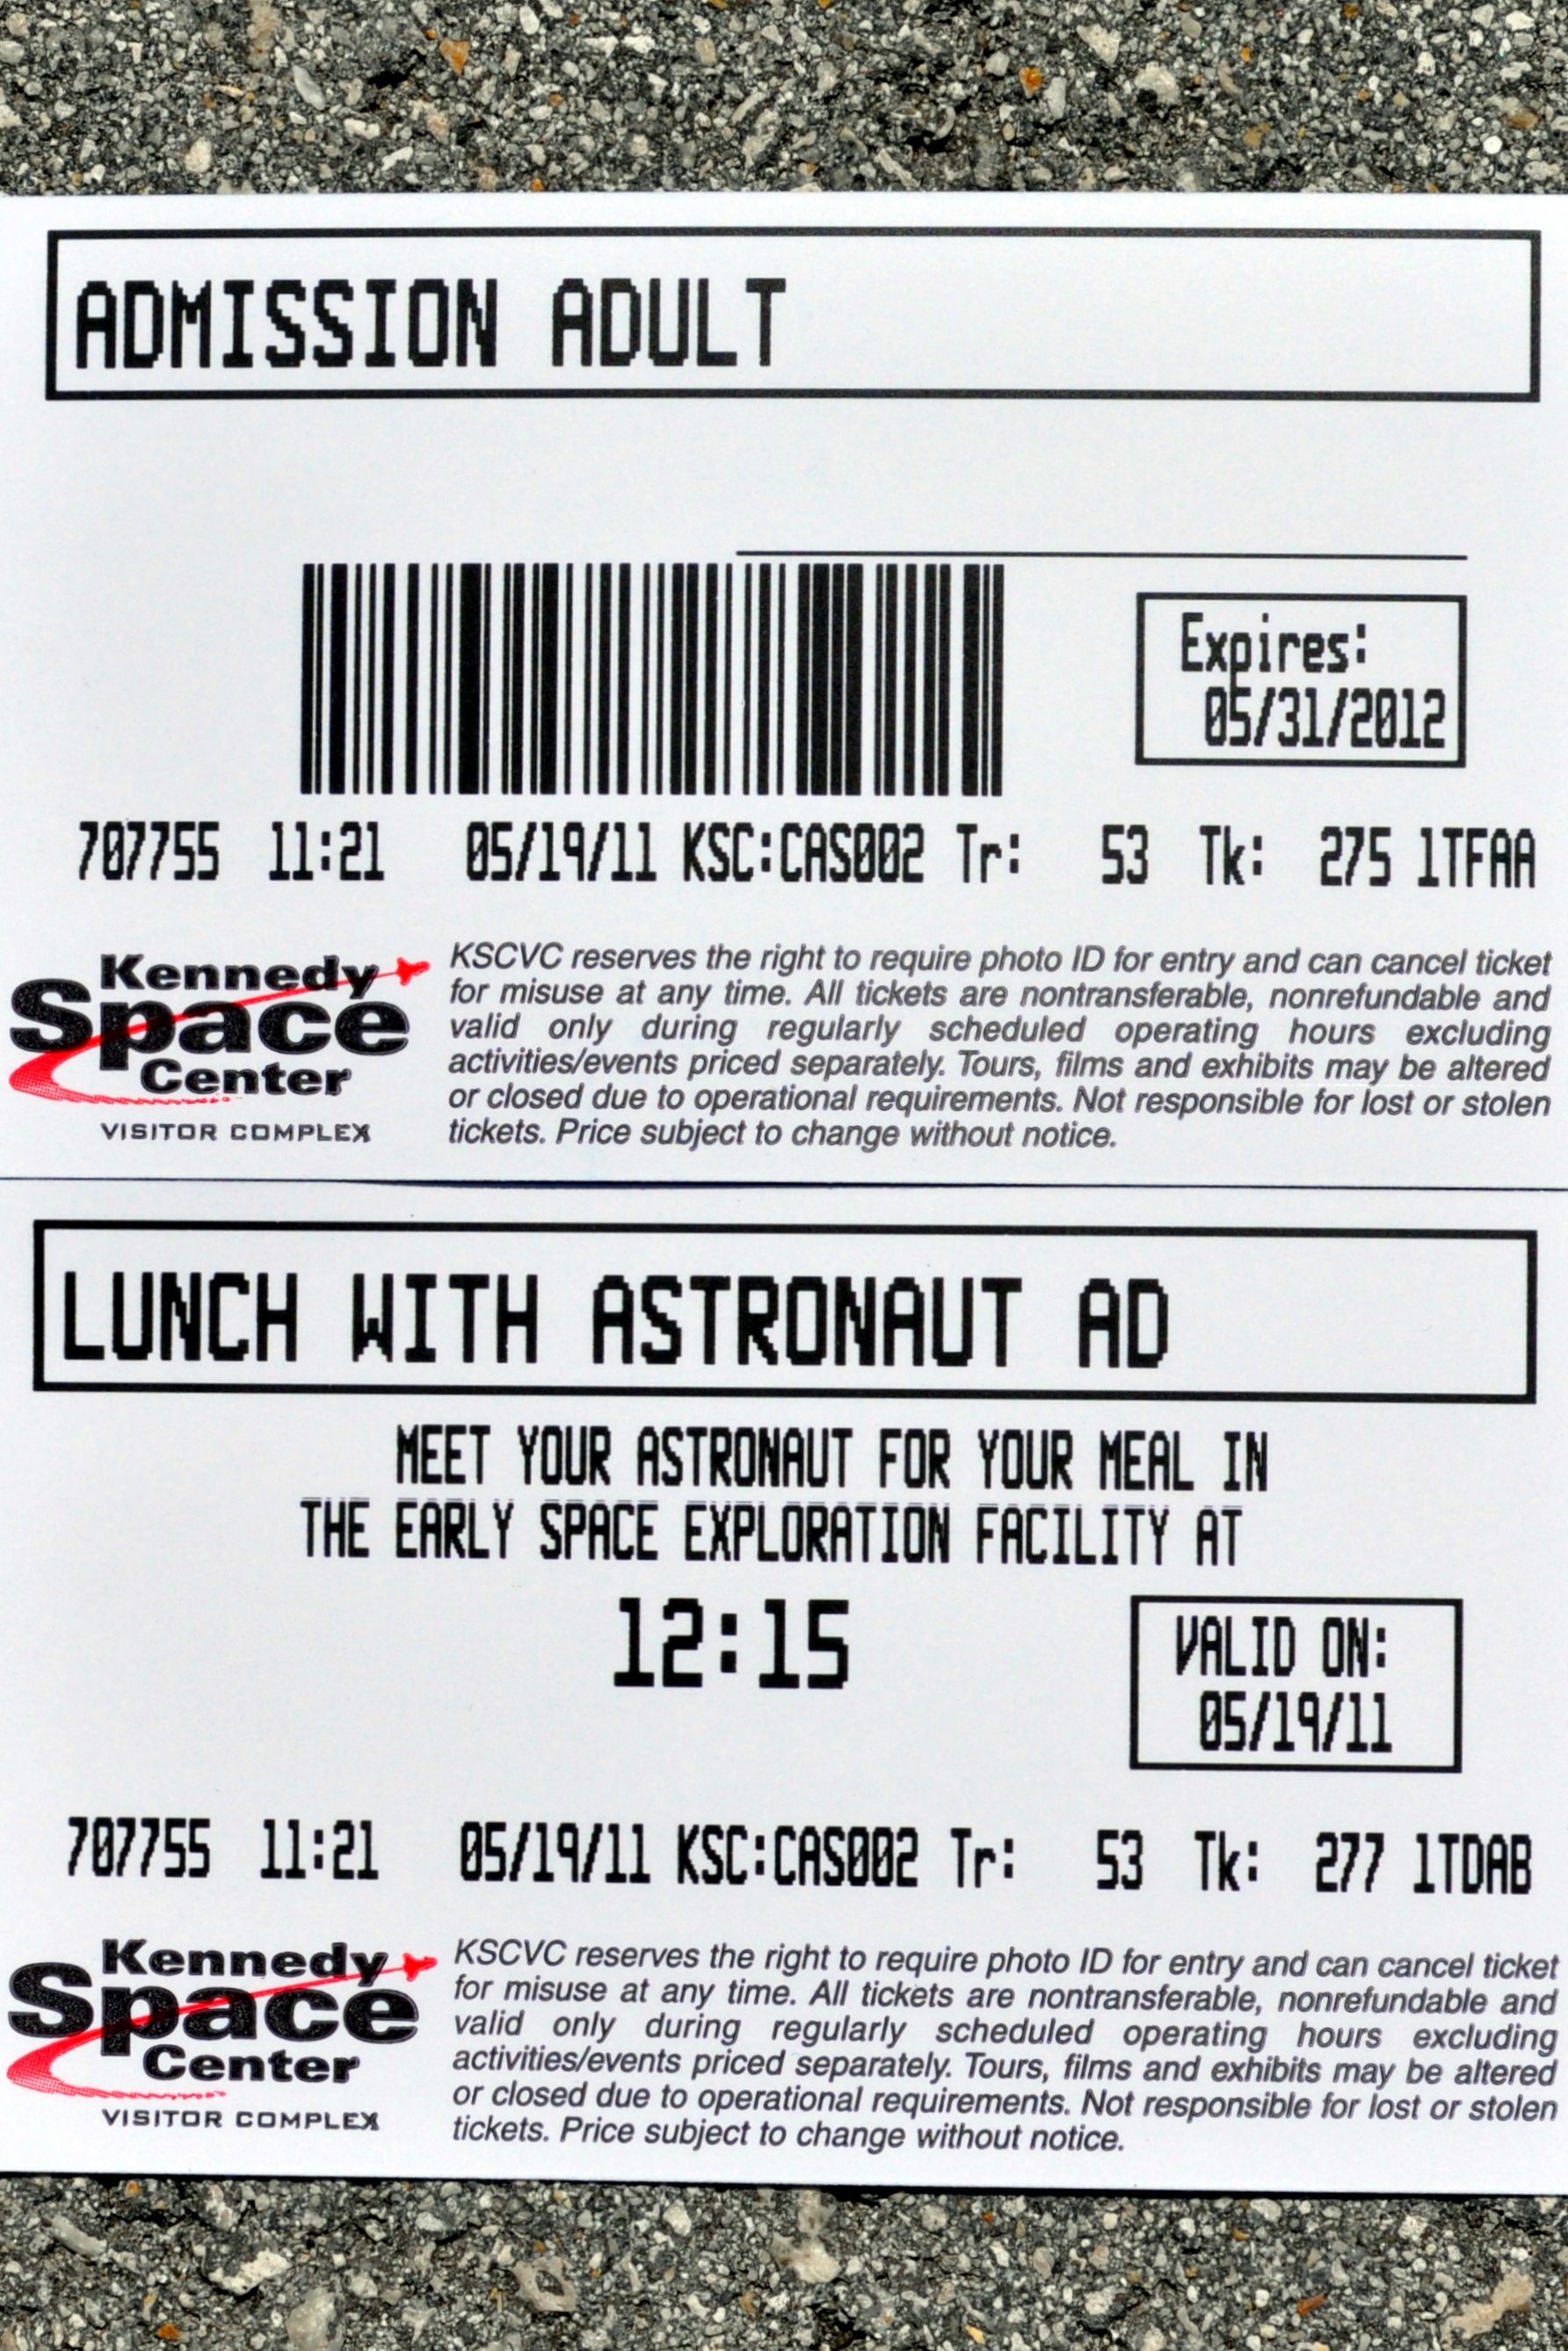 ADMISSION ADULT
Expires:
05/31/2012
707755 11:21 05/19/11 KSC:CAS002 Tr: 53 Tk: 275 1TFAA
Kennedy
Space
Center
VISITOR COMPLEX
KSCVC reserves the right to require photo ID for entry and can cancel ticket
for misuse at any time. All tickets are nontransferable, nonrefundable and
valid only during regularly scheduled operating hours excluding
activities/events priced separately. Tours, films and exhibits may be altered
or closed due to operational requirements. Not responsible for lost or stolen
tickets. Price subject to change without notice.
LUNCH WITH ASTRONAUT AD
MEET YOUR ASTRONAUT FOR YOUR MEAL IN
THE EARLY SPACE EXPLORATION FACILITY AT
12:15
VALID ON:
05/19/11
707755 11:21 05/19/11 KSC:CAS002 Tr: 53 Tk: 277 1TDAB
Kennedy
Space
Center
VISITOR COMPLEX
KSCVC reserves the right to require photo ID for entry and can cancel ticket
for misuse at any time. All tickets are nontransferable, nonrefundable and
valid only during regularly scheduled operating hours excluding
activities/events priced separately. Tours, films and exhibits may be altered
or closed due to operational requirements. Not responsible for lost or stolen
tickets. Price subject to change without notice.